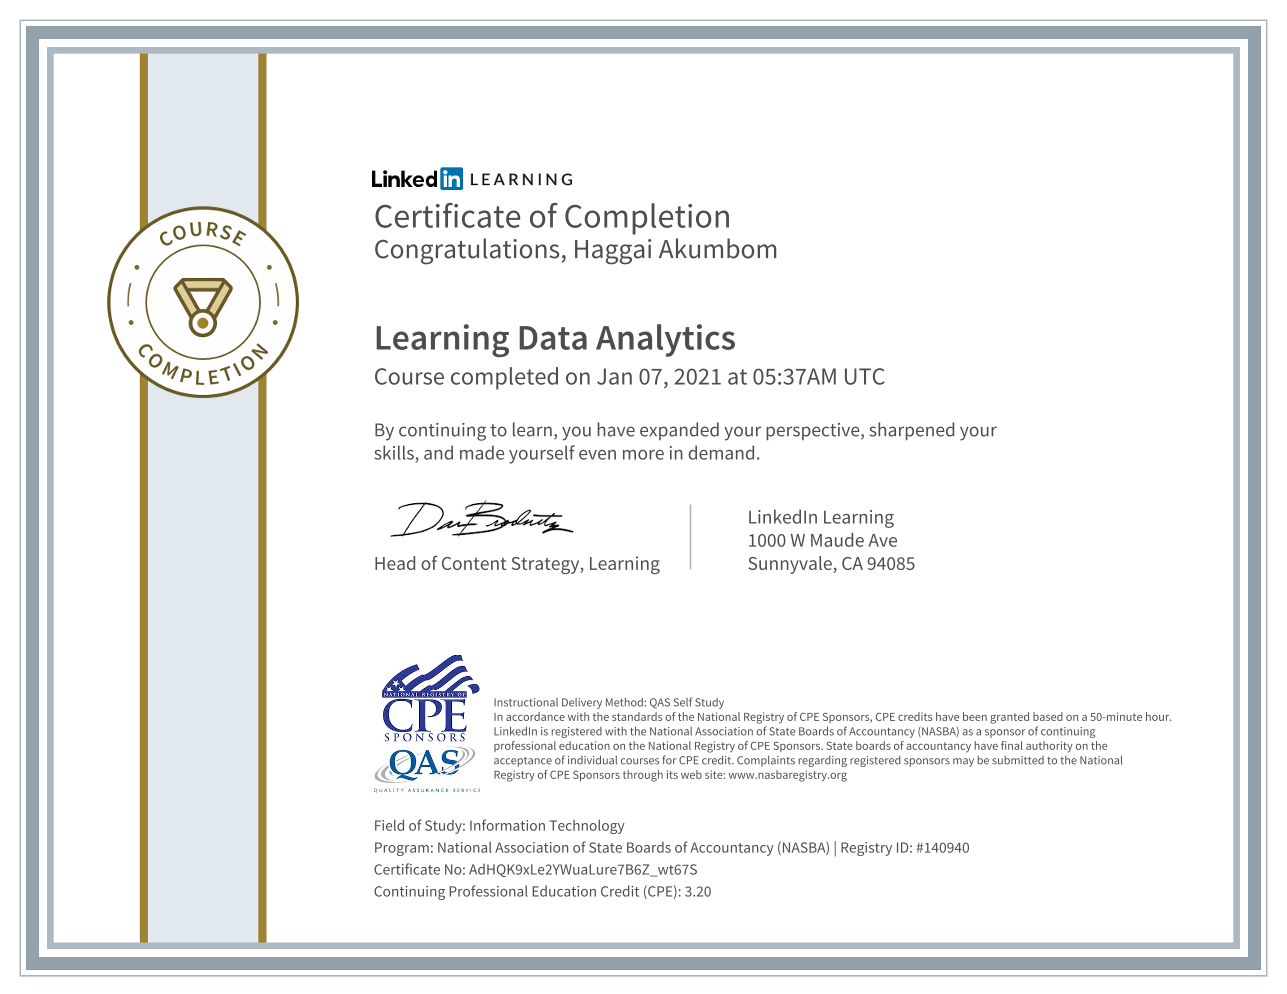 LinkedIn LEARNING
Certificate of Completion
Congratulations, Haggai Akumbom
COURSE
COMPLETION
Learning Data Analytics
Course completed on Jan 07, 2021 at 05:37AM UTC
By continuing to learn, you have expanded your perspective, sharpened your
skills, and made yourself even more in demand.
Head of Content Strategy, Learning
LinkedIn Learning
1000 W Maude Ave
Sunnyvale, CA 94085
NATIONAL REGISTRY OF
CPE
SPONSORS
QAS
QUALITY ASSURANCE SERVICE
Instructional Delivery Method: QAS Self Study
In accordance with the standards of the National Registry of CPE Sponsors, CPE credits have been granted based on a 50-minute hour.
LinkedIn is registered with the National Association of State Boards of Accountancy (NASBA) as a sponsor of continuing
professional education on the National Registry of CPE Sponsors. State boards of accountancy have final authority on the
acceptance of individual courses for CPE credit. Complaints regarding registered sponsors may be submitted to the National
Registry of CPE Sponsors through its web site: www.nasbaregistry.org
Field of Study: Information Technology
Program: National Association of State Boards of Accountancy (NASBA) | Registry ID: #140940
Certificate No: AdHQK9xLe2YWuaLure7B6Z_wt67S
Continuing Professional Education Credit (CPE): 3.20